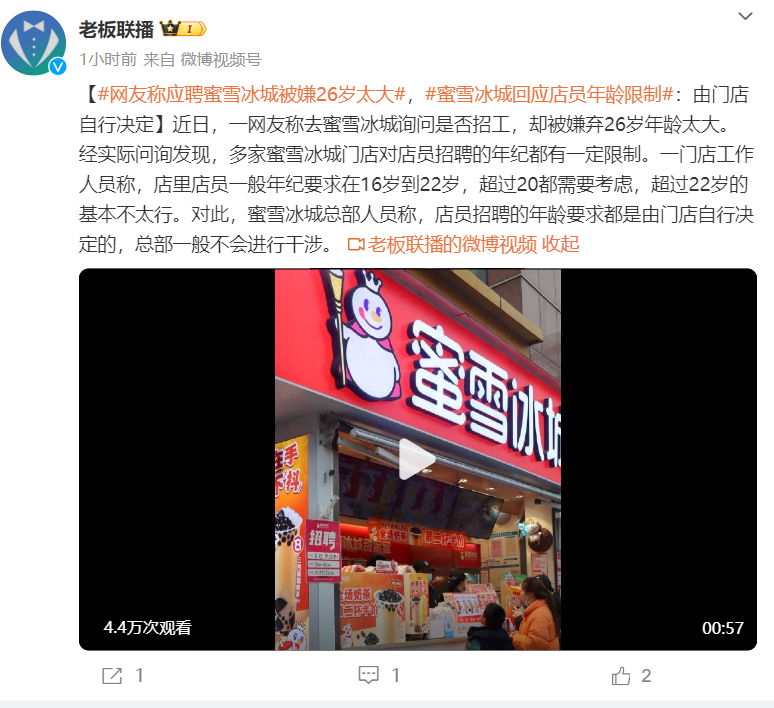 老板联播
1小时前 来自 微博视频号
【#网友称应聘蜜雪冰城被嫌26岁太大#，#蜜雪冰城回应店员年龄限制#：由门店
自行决定】近日，一网友称去蜜雪冰城询问是否招工，却被嫌弃26岁年龄太大。
经实际问询发现，多家蜜雪冰城门店对店员招聘的年纪都有一定限制。一门店工作
人员称，店里店员一般年纪要求在16岁到22岁，超过20都需要考虑，超过22岁的
基本不太行。对此，蜜雪冰城总部人员称，店员招聘的年龄要求都是由门店自行决
定的，总部一般不会进行干涉。 老板联播的微博视频 收起
蜜雪冰城
招聘
第二杯半价
4.4万次观看
00:57
1
1
2